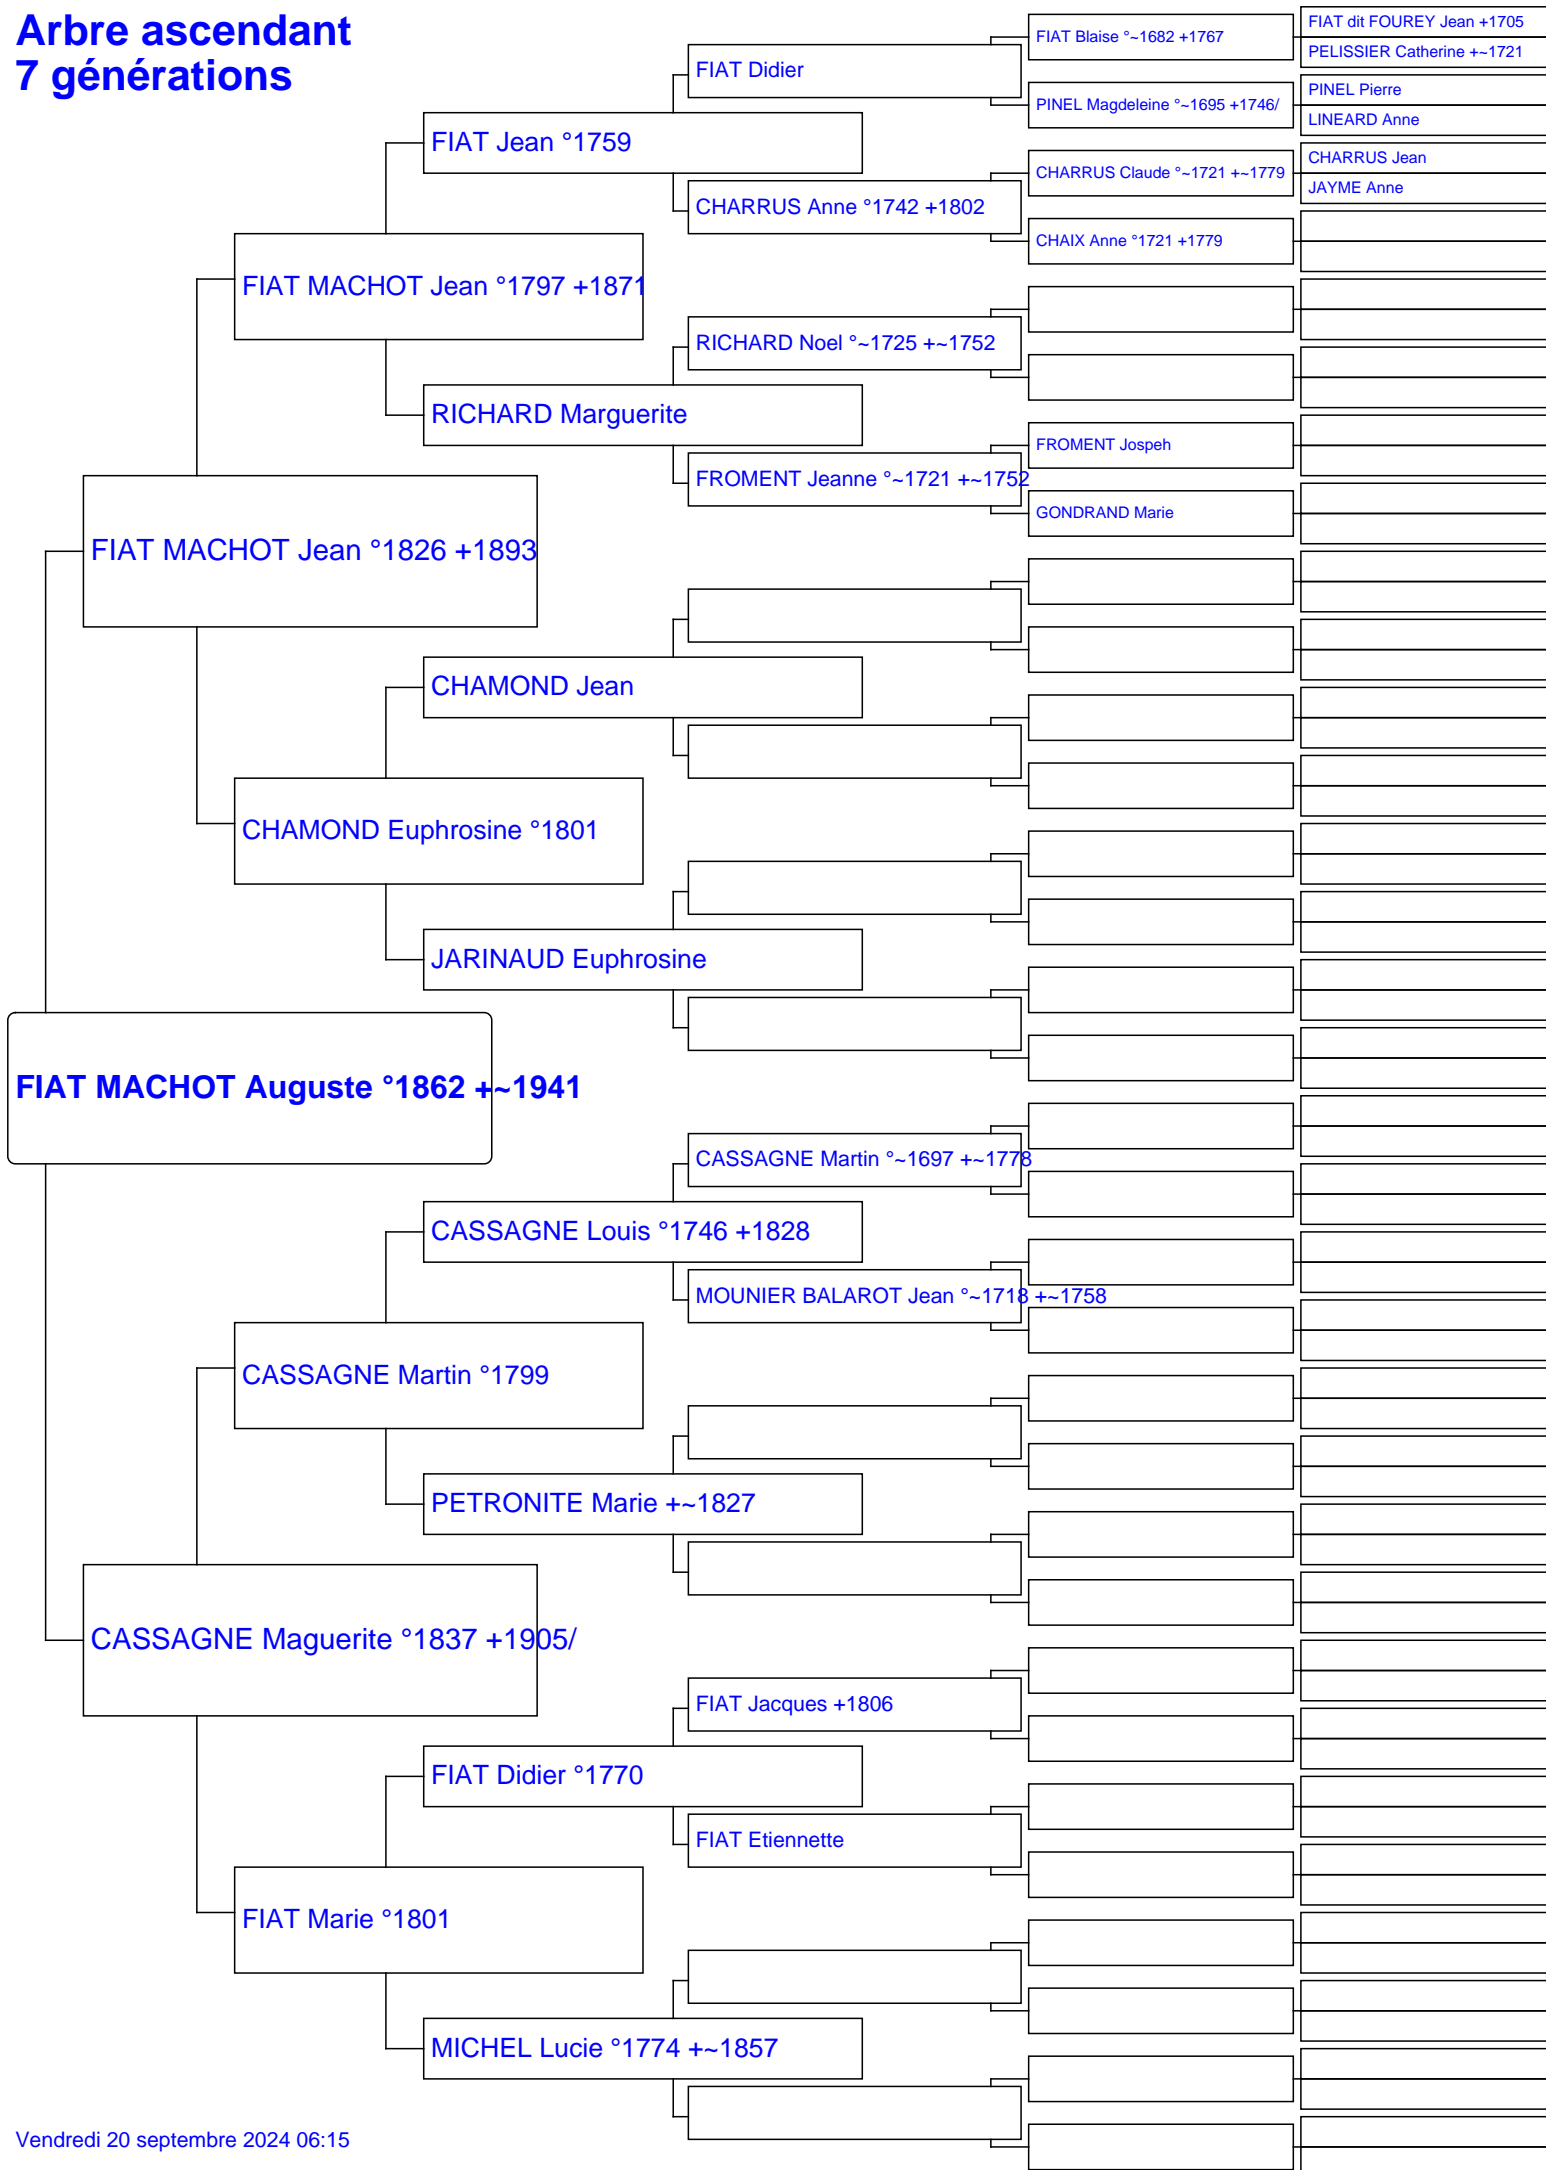 Arbre ascendant
7 générations
FIAT dit FOUREY Jean +1705
FIAT Blaise °~1682 +1767
PELISSIER Catherine +~1721
FIAT Didier
PINEL Pierre
PINEL Magdeleine °~1695 +1746/
LINEARD Anne
FIAT Jean °1759
CHARRUS Jean
CHARRUS Claude °~1721 +~1779
JAYME Anne
CHARRUS Anne °1742 +1802
CHAIX Anne °1721 +1779
FIAT MACHOT Jean °1797 +1871
RICHARD Noel °~1725 +~1752
RICHARD Marguerite
FROMENT Jospeh
FROMENT Jeanne °~1721 +~1752
GONDRAND Marie
FIAT MACHOT Jean °1826 +1893
CHAMOND Jean
CHAMOND Euphrosine °1801
JARINAUD Euphrosine
FIAT MACHOT Auguste °1862 +~1941
CASSAGNE Martin °~1697 +~1778
CASSAGNE Louis °1746 +1828
MOUNIER BALAROT Jean °~1718 +~1758
CASSAGNE Martin °1799
PETRONITE Marie +~1827
CASSAGNE Maguerite °1837 +1905/
FIAT Jacques +1806
FIAT Didier °1770
FIAT Etiennette
FIAT Marie °1801
MICHEL Lucie °1774 +~1857
Vendredi 20 septembre 2024 06:15